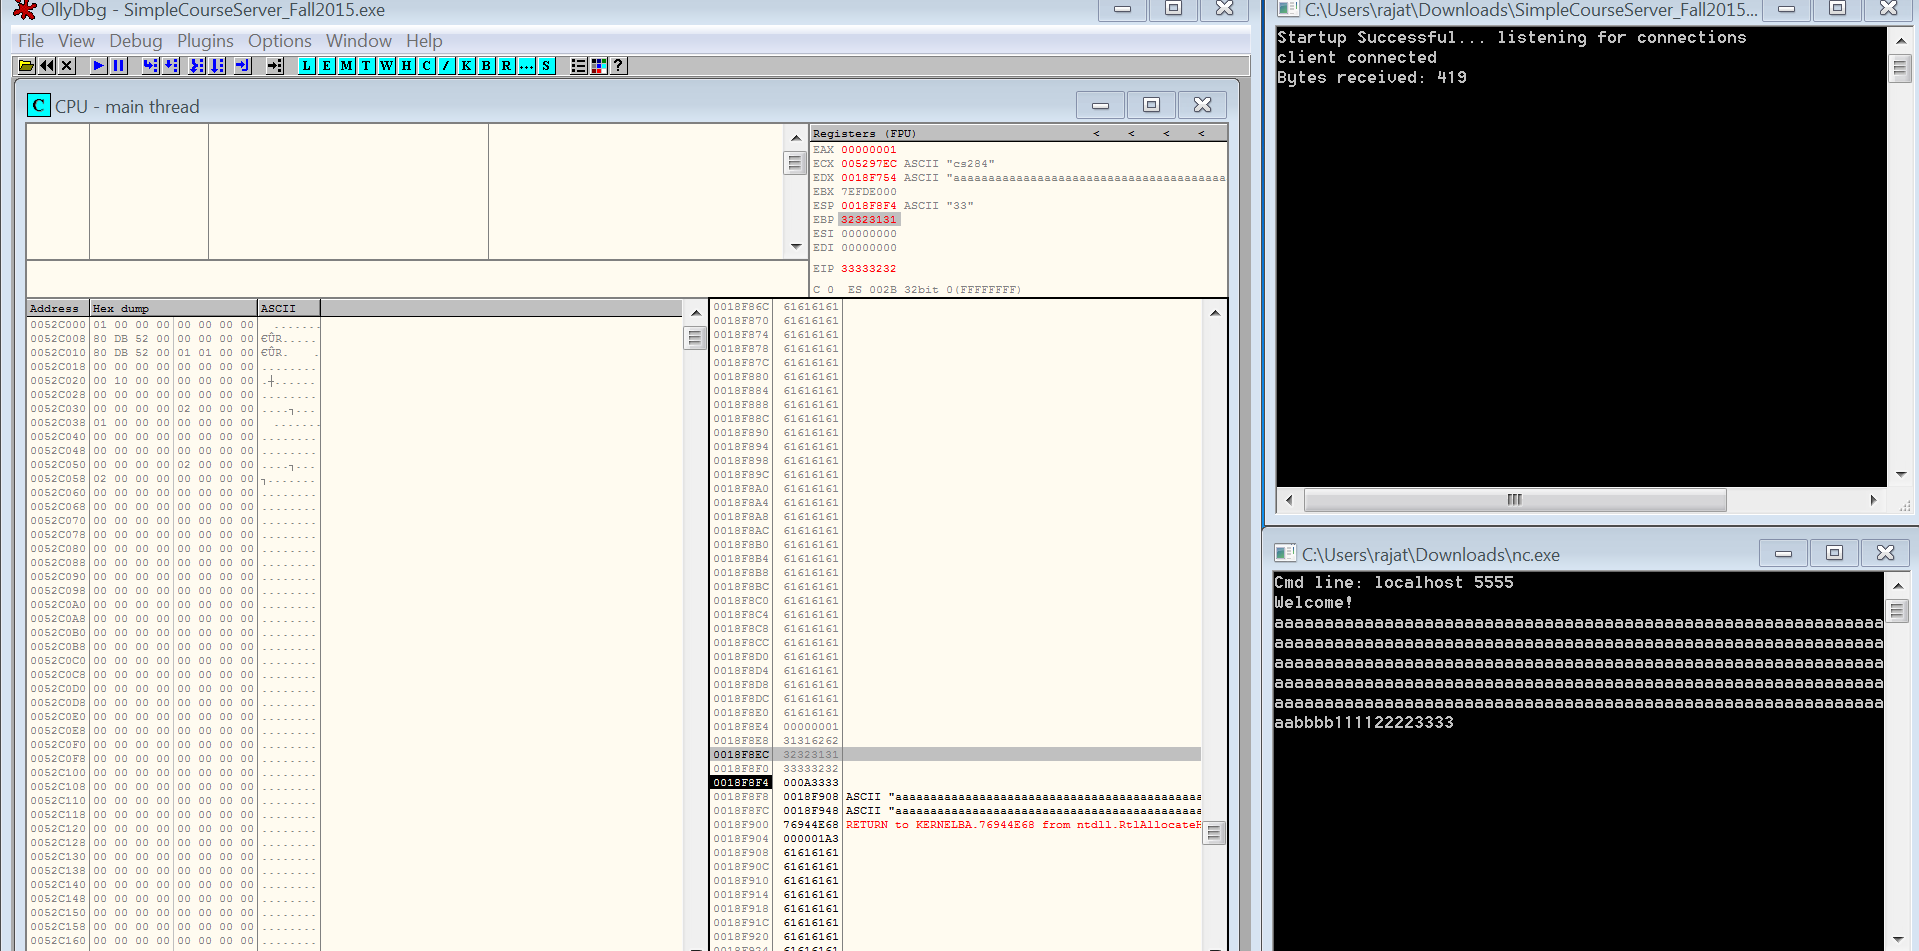 OllyDbg - SimpleCourseServer_Fall2015.exe
File View Debug Plugins Options Window Help
L E M T W H C / K B R ... S ?
C CPU - main thread
Registers (FPU) < < < <
EAX 00000001
ECX 005297EC ASCII "cs284"
EDX 0018F754 ASCII "aaaaaaaaaaaaaaaaaaaaaaaaaaaaaaaaaaaaaaa
EBX 7EFDE000
ESP 0018F8F4 ASCII "33"
EBP 32323131
ESI 00000000
EDI 00000000
EIP 33333232
C 0 ES 002B 32bit 0(FFFFFFFF)
Address Hex dump ASCII
0052C000 01 00 00 00 00 00 00 00 .......
0052C008 80 DB 52 00 00 00 00 00 €ÛR.....
0052C010 80 DB 52 00 01 01 00 00 €ÛR. .
0052C018 00 00 00 00 00 00 00 00 ........
0052C020 00 10 00 00 00 00 00 00 .┼......
0052C028 00 00 00 00 00 00 00 00 ........
0052C030 00 00 00 00 02 00 00 00 ....┐...
0052C038 01 00 00 00 00 00 00 00 .......
0052C040 00 00 00 00 00 00 00 00 ........
0052C048 00 00 00 00 00 00 00 00 ........
0052C050 00 00 00 00 02 00 00 00 ....┐...
0052C058 02 00 00 00 00 00 00 00 ┐.......
0052C060 00 00 00 00 00 00 00 00 ........
0052C068 00 00 00 00 00 00 00 00 ........
0052C070 00 00 00 00 00 00 00 00 ........
0052C078 00 00 00 00 00 00 00 00 ........
0052C080 00 00 00 00 00 00 00 00 ........
0052C088 00 00 00 00 00 00 00 00 ........
0052C090 00 00 00 00 00 00 00 00 ........
0052C098 00 00 00 00 00 00 00 00 ........
0052C0A0 00 00 00 00 00 00 00 00 ........
0052C0A8 00 00 00 00 00 00 00 00 ........
0052C0B0 00 00 00 00 00 00 00 00 ........
0052C0B8 00 00 00 00 00 00 00 00 ........
0052C0C0 00 00 00 00 00 00 00 00 ........
0052C0C8 00 00 00 00 00 00 00 00 ........
0052C0D0 00 00 00 00 00 00 00 00 ........
0052C0D8 00 00 00 00 00 00 00 00 ........
0052C0E0 00 00 00 00 00 00 00 00 ........
0052C0E8 00 00 00 00 00 00 00 00 ........
0052C0F0 00 00 00 00 00 00 00 00 ........
0052C0F8 00 00 00 00 00 00 00 00 ........
0052C100 00 00 00 00 00 00 00 00 ........
0052C108 00 00 00 00 00 00 00 00 ........
0052C110 00 00 00 00 00 00 00 00 ........
0052C118 00 00 00 00 00 00 00 00 ........
0052C120 00 00 00 00 00 00 00 00 ........
0052C128 00 00 00 00 00 00 00 00 ........
0052C130 00 00 00 00 00 00 00 00 ........
0052C138 00 00 00 00 00 00 00 00 ........
0052C140 00 00 00 00 00 00 00 00 ........
0052C148 00 00 00 00 00 00 00 00 ........
0052C150 00 00 00 00 00 00 00 00 ........
0052C158 00 00 00 00 00 00 00 00 ........
0052C160 00 00 00 00 00 00 00 00 ........
0018F86C 61616161
0018F870 61616161
0018F874 61616161
0018F878 61616161
0018F87C 61616161
0018F880 61616161
0018F884 61616161
0018F888 61616161
0018F88C 61616161
0018F890 61616161
0018F894 61616161
0018F898 61616161
0018F89C 61616161
0018F8A0 61616161
0018F8A4 61616161
0018F8A8 61616161
0018F8AC 61616161
0018F8B0 61616161
0018F8B4 61616161
0018F8B8 61616161
0018F8BC 61616161
0018F8C0 61616161
0018F8C4 61616161
0018F8C8 61616161
0018F8CC 61616161
0018F8D0 61616161
0018F8D4 61616161
0018F8D8 61616161
0018F8DC 61616161
0018F8E0 61616161
0018F8E4 00000001
0018F8E8 31316262
0018F8EC 32323131
0018F8F0 33333232
0018F8F4 000A3333
0018F8F8 0018F908 ASCII "aaaaaaaaaaaaaaaaaaaaaaaaaaaaaaaaaaaaaaaaaaaa
0018F8FC 0018F948 ASCII "aaaaaaaaaaaaaaaaaaaaaaaaaaaaaaaaaaaaaaaaaaaa
0018F900 76944E68 RETURN to KERNELBA.76944E68 from ntdll.RtlAllocateH
0018F904 000001A3
0018F908 61616161
0018F90C 61616161
0018F910 61616161
0018F914 61616161
0018F918 61616161
0018F91C 61616161
0018F920 61616161
C:\Users\rajat\Downloads\SimpleCourseServer_Fall2015...
Startup Successful... listening for connections
client connected
Bytes received: 419
C:\Users\rajat\Downloads\nc.exe
Cmd line: localhost 5555
Welcome!
aaaaaaaaaaaaaaaaaaaaaaaaaaaaaaaaaaaaaaaaaaaaaaaaaaaaaaaaaaaaa
aaaaaaaaaaaaaaaaaaaaaaaaaaaaaaaaaaaaaaaaaaaaaaaaaaaaaaaaaaaaa
aaaaaaaaaaaaaaaaaaaaaaaaaaaaaaaaaaaaaaaaaaaaaaaaaaaaaaaaaaaaa
aaaaaaaaaaaaaaaaaaaaaaaaaaaaaaaaaaaaaaaaaaaaaaaaaaaaaaaaaaaaa
aaaaaaaaaaaaaaaaaaaaaaaaaaaaaaaaaaaaaaaaaaaaaaaaaaaaaaaaaaaaa
aabbbb111122223333